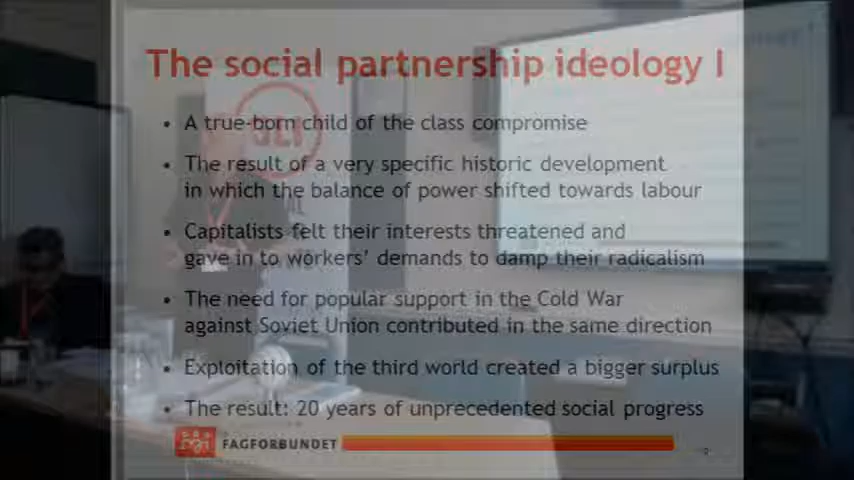 The social partnership ideology I
• A true-born child of the class compromise
• The result of a very specific historic development
in which the balance of power shifted towards labour
• Capitalists felt their interests threatened and
gave in to workers’ demands to damp their radicalism
• The need for popular support in the Cold War
against Soviet Union contributed in the same direction
• Exploitation of the third world created a bigger surplus
• The result: 20 years of unprecedented social progress
FAGFORBUNDET